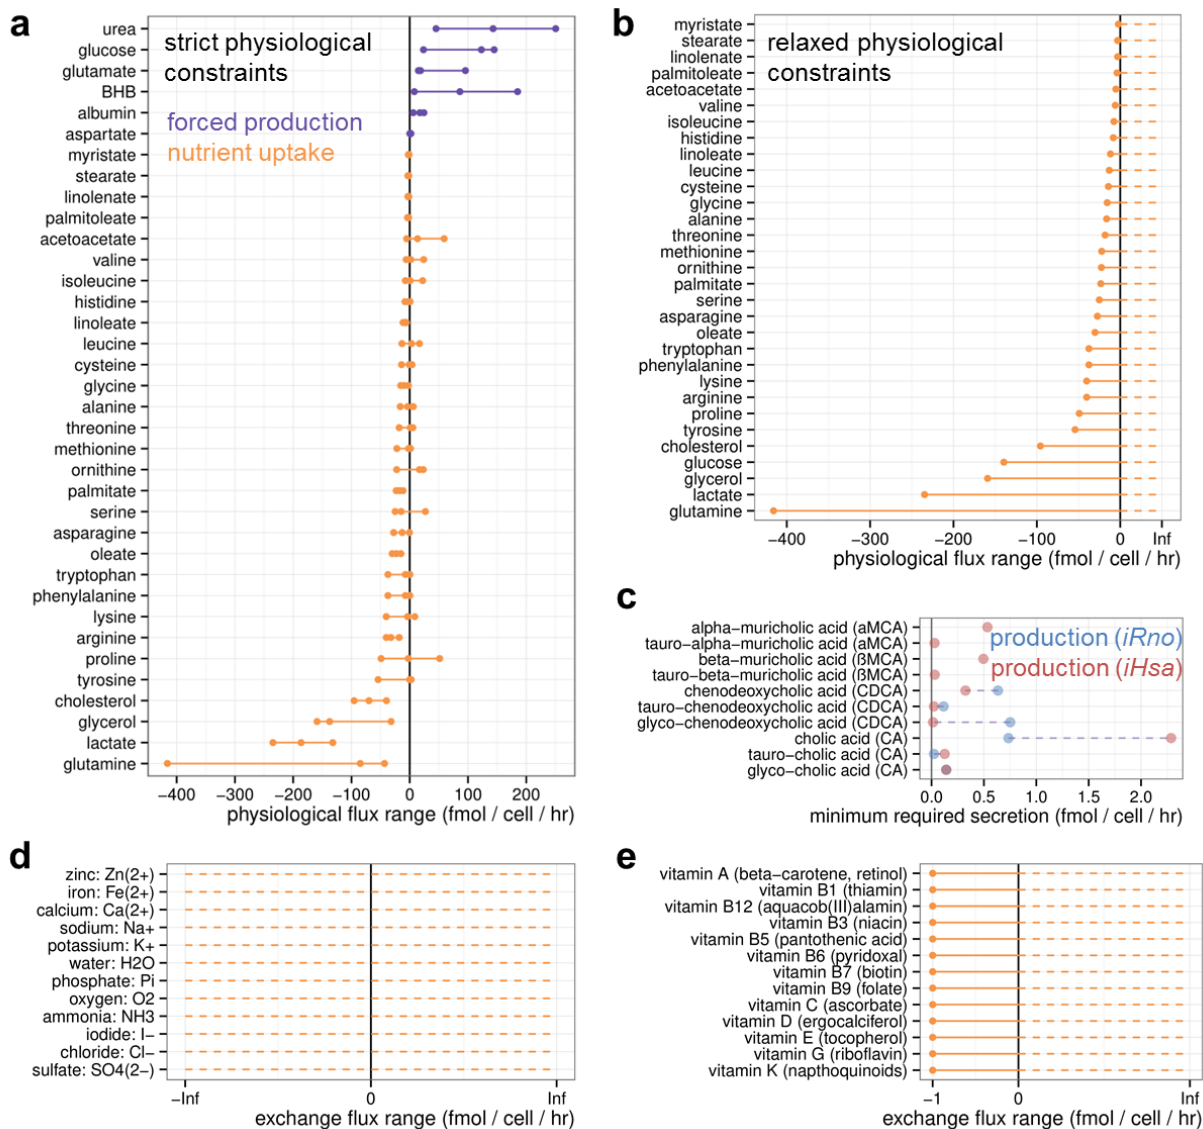 a
urea
glucose
glutamate
BHB
albumin
aspartate
myristate
stearate
linolenate
palmitoleate
acetoacetate
valine
isoleucine
histidine
linoleate
leucine
cysteine
glycine
alanine
threonine
methionine
ornithine
palmitate
serine
asparagine
oleate
tryptophan
phenylalanine
lysine
arginine
proline
tyrosine
cholesterol
glycerol
lactate
glutamine
strict physiological
constraints
forced production
nutrient uptake
−400 −300 −200 −100 0 100 200
physiological flux range (fmol / cell / hr)
b
myristate
stearate
linolenate
palmitoleate
acetoacetate
valine
isoleucine
histidine
linoleate
leucine
cysteine
glycine
alanine
threonine
methionine
ornithine
palmitate
serine
asparagine
oleate
tryptophan
phenylalanine
lysine
arginine
proline
tyrosine
cholesterol
glucose
glycerol
lactate
glutamine
relaxed physiological
constraints
−400 −300 −200 −100 0 Inf
physiological flux range (fmol / cell / hr)
c
alpha−muricholic acid (aMCA)
tauro−alpha−muricholic acid (aMCA)
beta−muricholic acid (ßMCA)
tauro−beta−muricholic acid (ßMCA)
chenodeoxycholic acid (CDCA)
tauro−chenodeoxycholic acid (CDCA)
glyco−chenodeoxycholic acid (CDCA)
cholic acid (CA)
tauro−cholic acid (CA)
glyco−cholic acid (CA)
production (iRno)
production (iHsa)
0.0 0.5 1.0 1.5 2.0
minimum required secretion (fmol / cell / hr)
d
zinc: Zn(2+)
iron: Fe(2+)
calcium: Ca(2+)
sodium: Na+
potassium: K+
water: H2O
phosphate: Pi
oxygen: O2
ammonia: NH3
iodide: I−
chloride: Cl−
sulfate: SO4(2−)
−Inf 0 Inf
exchange flux range (fmol / cell / hr)
e
vitamin A (beta−carotene, retinol)
vitamin B1 (thiamin)
vitamin B12 (aquacob(III)alamin)
vitamin B3 (niacin)
vitamin B5 (pantothenic acid)
vitamin B6 (pyridoxal)
vitamin B7 (biotin)
vitamin B9 (folate)
vitamin C (ascorbate)
vitamin D (ergocalciferol)
vitamin E (tocopherol)
vitamin G (riboflavin)
vitamin K (napthoquinoids)
−1 0 Inf
exchange flux range (fmol / cell / hr)